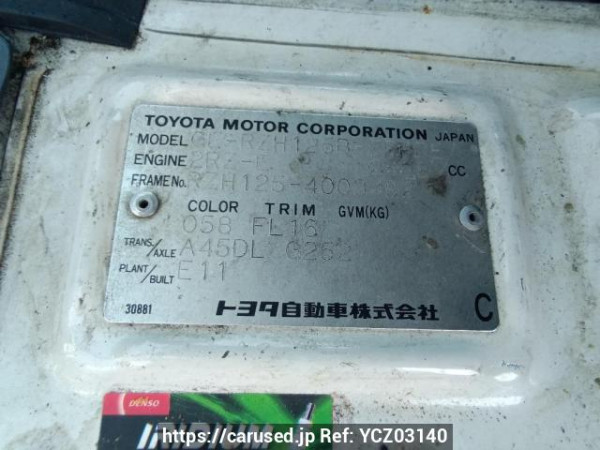 TOYOTA MOTOR CORPORATION JAPAN
MODEL
ENGINE CC
FRAME No. RZH125-400
COLOR TRIM GVM(KG)
058 FL16
TRANS./AXLE A45DL G262
PLANT/BUILT E11
30881 トヨタ自動車株式会社 C
DENSO
IRIDIUM
https://carused.jp Ref: YCZ03140